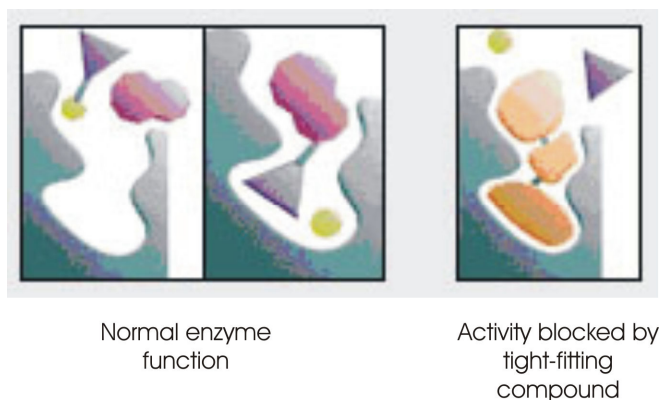 Normal enzyme
function
Activity blocked by
tight-fitting
compound